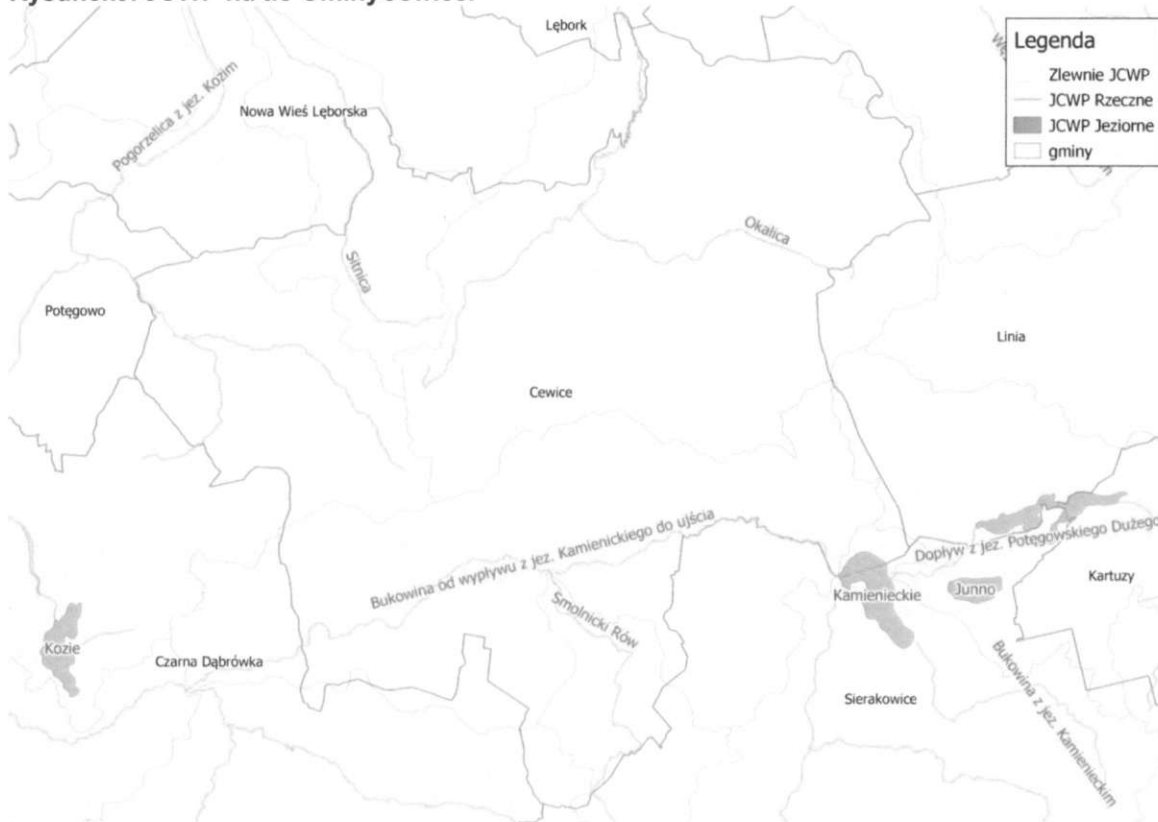 Lębork
Legenda
Zlewnie JCWP
JCWP Rzeczne
JCWP Jeziorne
gminy
Pogorzelica z jez. Kozim
Nowa Wieś Lęborska
Okalica
Sitnica
Potęgowo
Linia
Cewice
Bukowina od wypływu z jez. Kamienickiego do ujścia
Dopływ z jez. Potęgowskiego Dużego
Kamienieckie
Junno
Kartuzy
Smolnicki Rów
Kozie
Czarna Dąbrówka
Sierakowice
Bukowina z jez. Kamienieckim